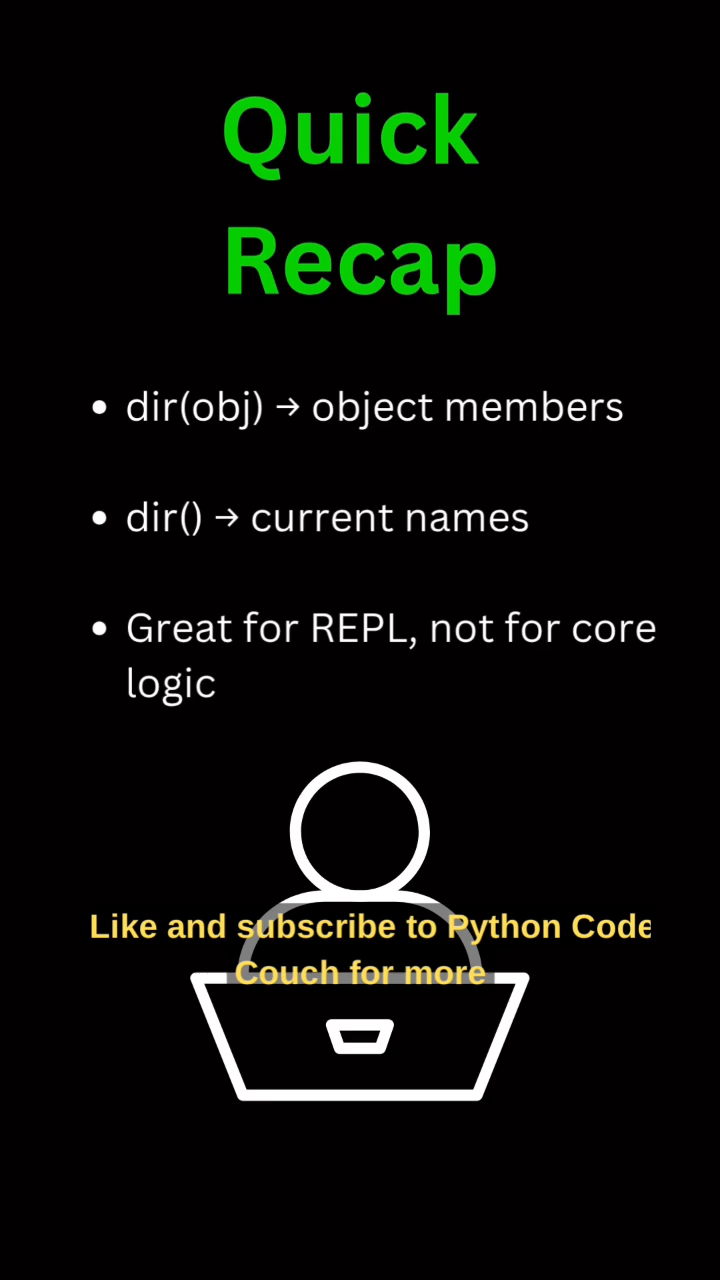 Quick
Recap
• dir(obj) → object members
• dir() → current names
• Great for REPL, not for core
logic
Like and subscribe to Python Code
Couch for more